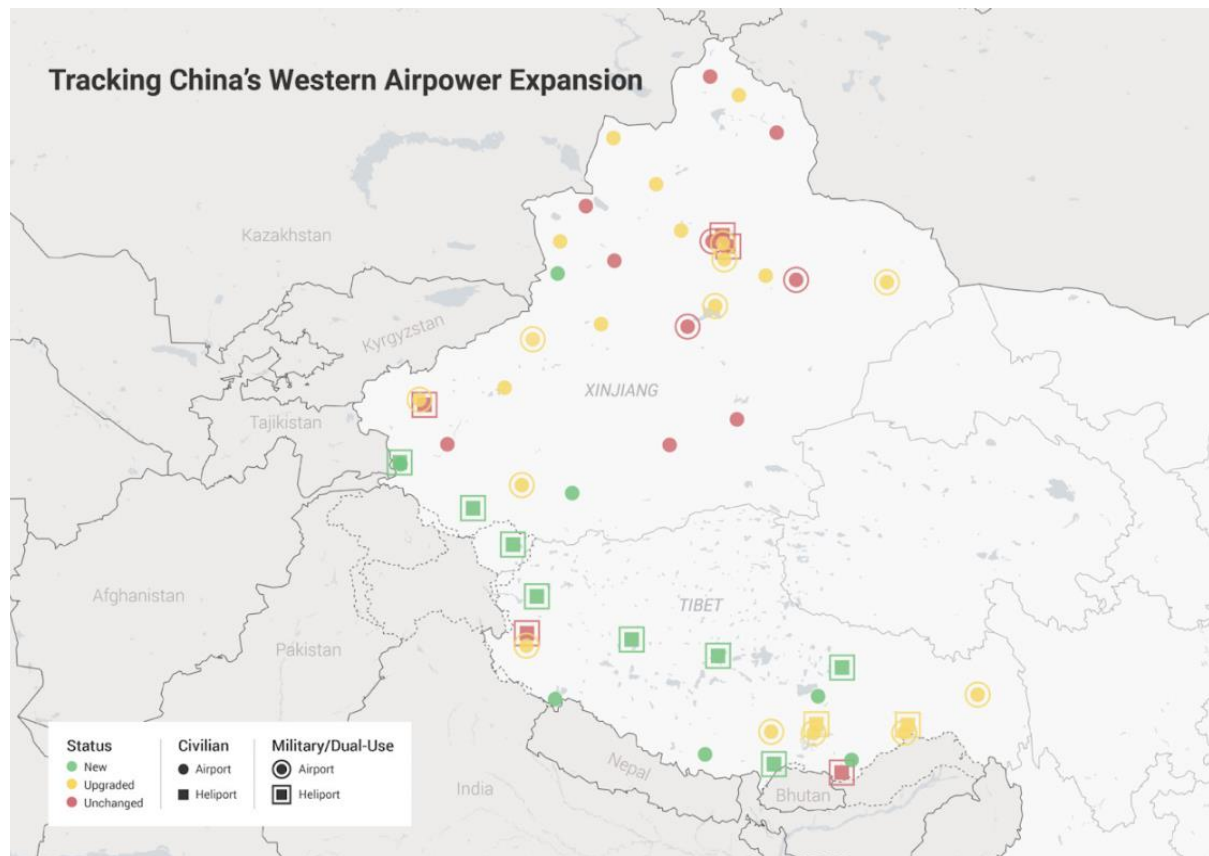 Tracking China's Western Airpower Expansion
Kazakhstan
Kyrgyzstan
XINJIANG
Tajikistan
Afghanistan
TIBET
Pakistan
Nepal
India
Bhutan
Status
New
Upgraded
Unchanged
Civilian
Airport
Heliport
Military/Dual-Use
Airport
Heliport